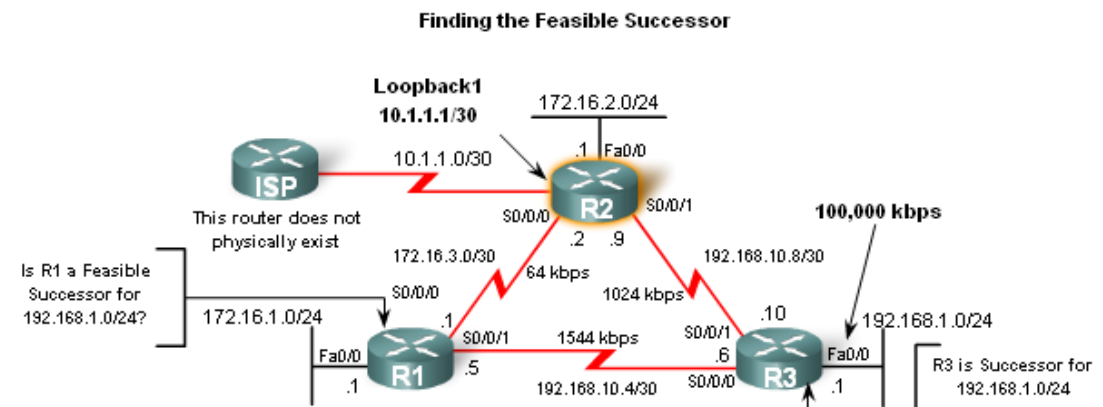 Finding the Feasible Successor
Loopback1
10.1.1.1/30
172.16.2.0/24
.1
Fa0/0
10.1.1.0/30
ISP
R2
This router does not
physically exist
S0/0/0
S0/0/1
100,000 kbps
.2
.9
172.16.3.0/30
64 kbps
192.168.10.8/30
1024 kbps
Is R1 a Feasible
Successor for
192.168.1.0/24?
S0/0/0
172.16.1.0/24
.1
S0/0/1
1544 kbps
S0/0/1
.10
192.168.1.0/24
Fa0/0
.1
R1
.5
192.168.10.4/30
.6
S0/0/0
R3
Fa0/0
.1
R3 is Successor for
192.168.1.0/24